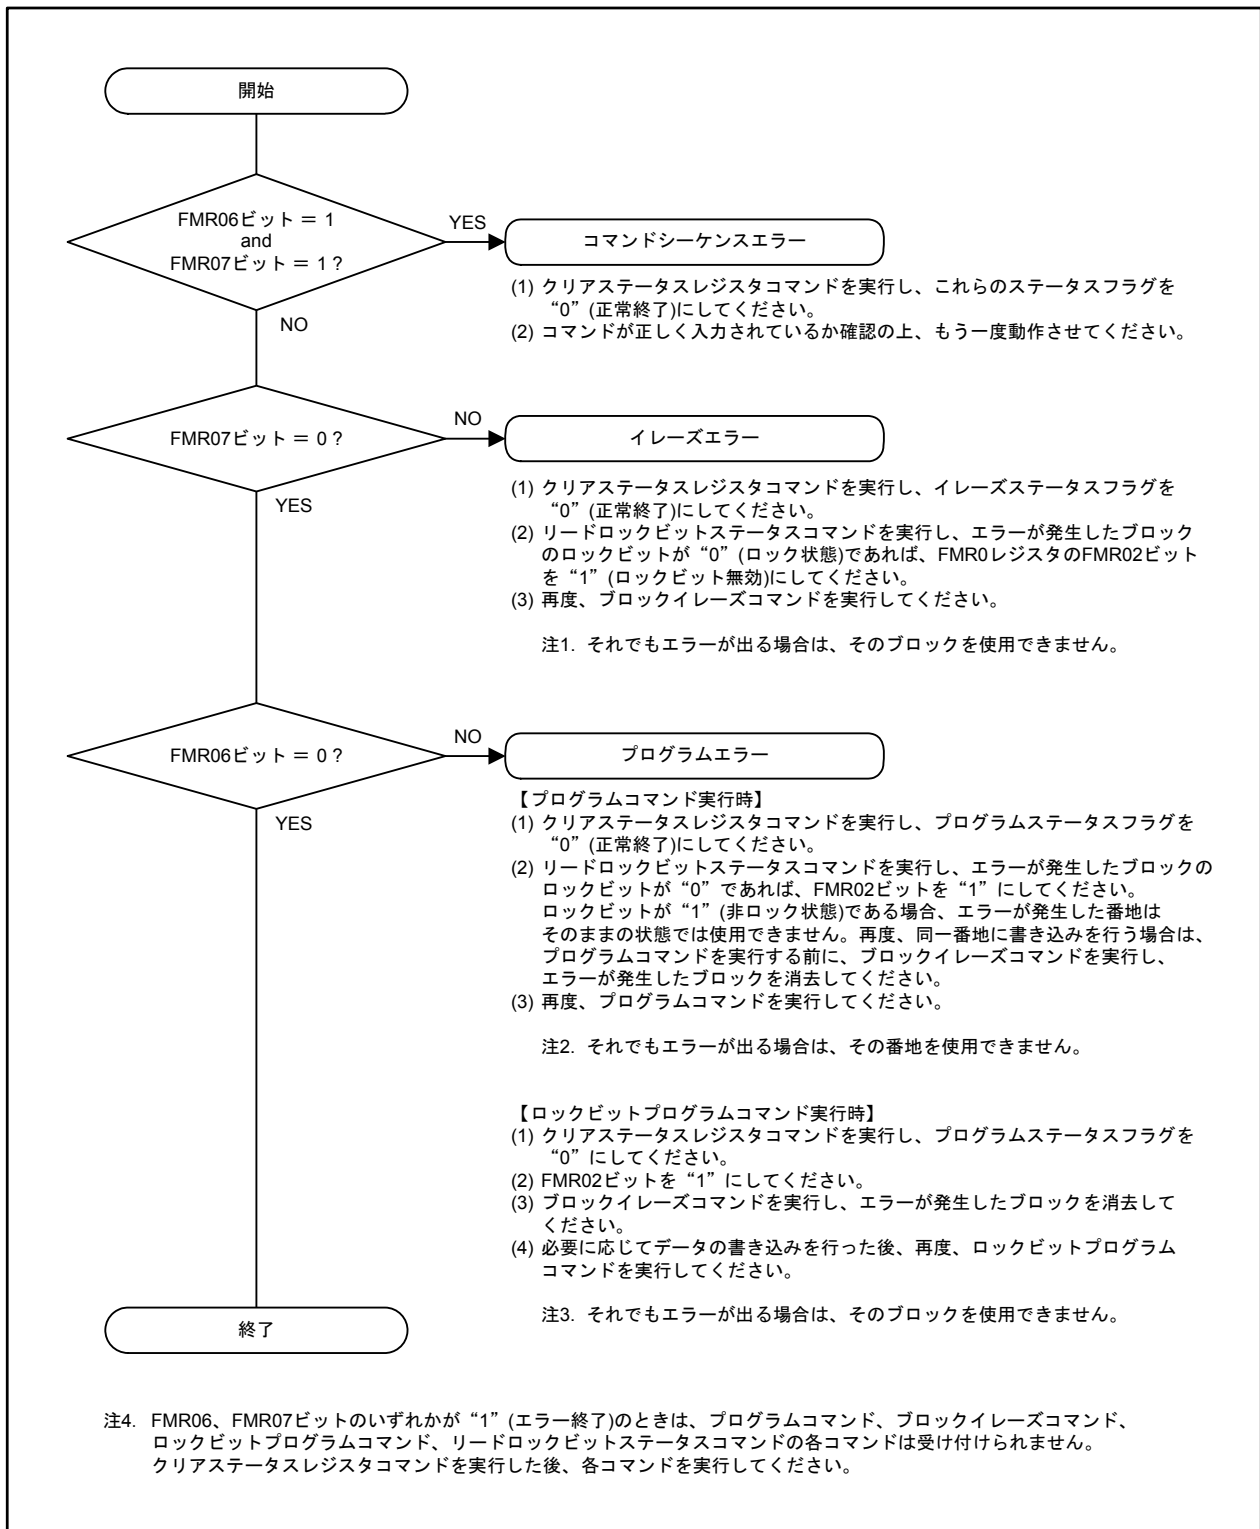 開始
FMR06ビット ＝ 1
and
FMR07ビット ＝ 1 ?
YES
コマンドシーケンスエラー
(1) クリアステータスレジスタコマンドを実行し、これらのステータスフラグを
“0” (正常終了)にしてください。
(2) コマンドが正しく入力されているか確認の上、もう一度動作させてください。
NO
FMR07ビット ＝ 0 ?
NO
イレーズエラー
YES
(1) クリアステータスレジスタコマンドを実行し、イレーズステータスフラグを
“0” (正常終了)にしてください。
(2) リードロックビットステータスコマンドを実行し、エラーが発生したブロック
のロックビットが“0” (ロック状態)であれば、FMR0レジスタのFMR02ビット
を“1” (ロックビット無効)にしてください。
(3) 再度、ブロックイレーズコマンドを実行してください。
注1. それでもエラーが出る場合は、そのブロックを使用できません。
FMR06ビット ＝ 0 ?
NO
プログラムエラー
YES
【プログラムコマンド実行時】
(1) クリアステータスレジスタコマンドを実行し、プログラムステータスフラグを
“0” (正常終了)にしてください。
(2) リードロックビットステータスコマンドを実行し、エラーが発生したブロックの
ロックビットが“0” であれば、FMR02ビットを“1” にしてください。
ロックビットが“1” (非ロック状態)である場合、エラーが発生した番地は
そのままの状態では使用できません。再度、同一番地に書き込みを行う場合は、
プログラムコマンドを実行する前に、ブロックイレーズコマンドを実行し、
エラーが発生したブロックを消去してください。
(3) 再度、プログラムコマンドを実行してください。
注2. それでもエラーが出る場合は、その番地を使用できません。
【ロックビットプログラムコマンド実行時】
(1) クリアステータスレジスタコマンドを実行し、プログラムステータスフラグを
“0” にしてください。
(2) FMR02ビットを“1” にしてください。
(3) ブロックイレーズコマンドを実行し、エラーが発生したブロックを消去して
ください。
(4) 必要に応じてデータの書き込みを行った後、再度、ロックビットプログラム
コマンドを実行してください。
注3. それでもエラーが出る場合は、そのブロックを使用できません。
終了
注4. FMR06、FMR07ビットのいずれかが“1” (エラー終了)のときは、プログラムコマンド、ブロックイレーズコマンド、
ロックビットプログラムコマンド、リードロックビットステータスコマンドの各コマンドは受け付けられません。
クリアステータスレジスタコマンドを実行した後、各コマンドを実行してください。